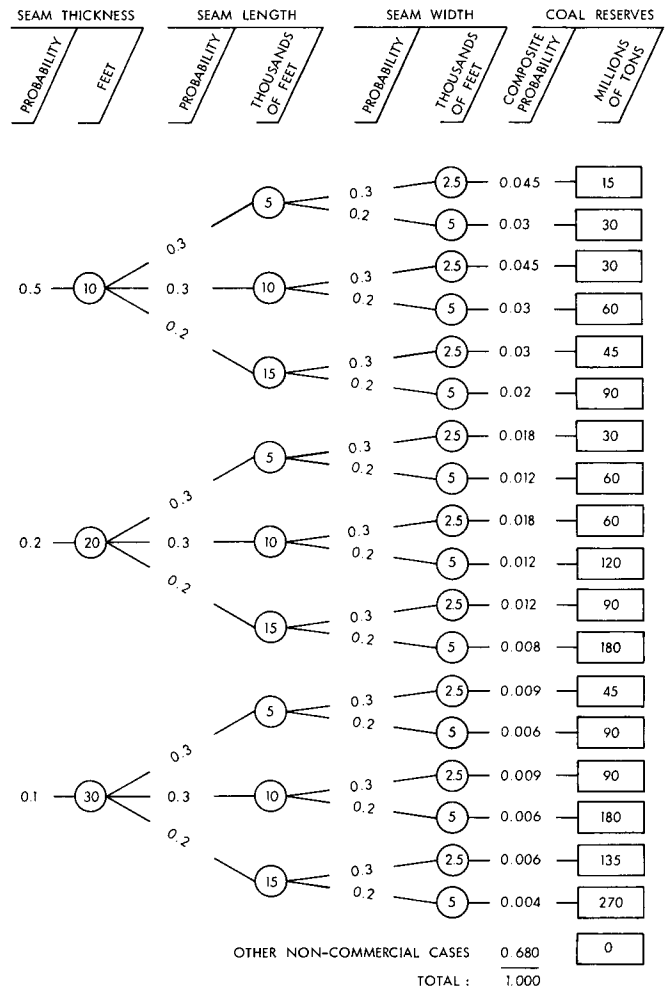 SEAM THICKNESS SEAM LENGTH SEAM WIDTH COAL RESERVES
PROBABILITY FEET PROBABILITY THOUSANDS OF FEET PROBABILITY THOUSANDS OF FEET COMPOSITE PROBABILITY MILLIONS OF TONS
0.3 2.5 0.045 15
5
0.2 5 0.03 30
0.3
0.3 2.5 0.045 30
0.5 10 0.3 10
0.2 5 0.03 60
0.2
0.3 2.5 0.03 45
15
0.2 5 0.02 90
0.3 2.5 0.018 30
5
0.2 5 0.012 60
0.3
0.3 2.5 0.018 60
0.2 20 0.3 10
0.2 5 0.012 120
0.2
0.3 2.5 0.012 90
15
0.2 5 0.008 180
0.3 2.5 0.009 45
5
0.2 5 0.006 90
0.3
0.3 2.5 0.009 90
0.1 30 0.3 10
0.2 5 0.006 180
0.2
0.3 2.5 0.006 135
15
0.2 5 0.004 270
OTHER NON-COMMERCIAL CASES 0.680 0
TOTAL : 1.000